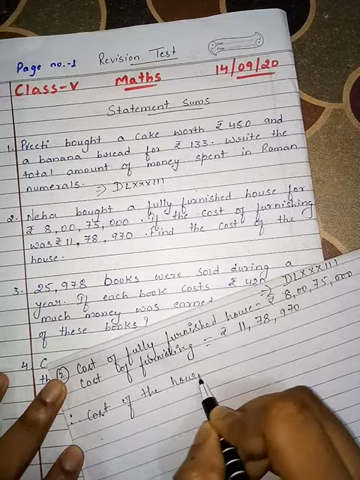 Page no.-1 Revision Test
Class-V Maths 14/09/20
Statement Sums
1. Preeti bought a cake worth ₹ 450 and
a banana bread for ₹ 133. Write the
total amount of money spent in Roman
numerals. ⇒ DLXXXIII
2. Neha bought a fully furnished house for
₹ 8,00,75,000. If the cost of furnishing
was ₹ 11,78,970. Find the cost of the
house.
3. 25,978 books were sold during a
year. If each book costs ₹ 420
much money was earned
of these books?
4. C
th
⇒ DLXXXIII
② Cost of fully furnished house = ₹ 8,00,75,000
Cost of furnishing = ₹ 11,78,970
∴ Cost of the hous